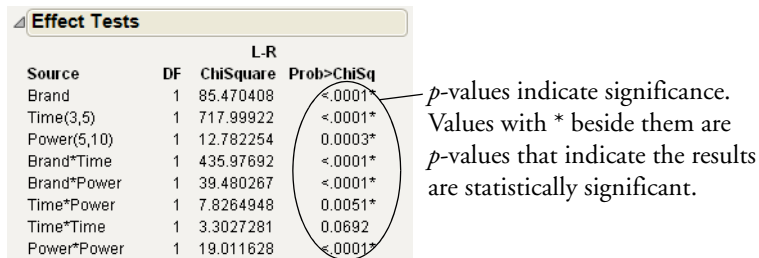 Effect Tests
L-R
Source DF ChiSquare Prob>ChiSq
Brand 1 85.470408 <.0001*
Time(3,5) 1 717.99922 <.0001*
Power(5,10) 1 12.782254 0.0003*
Brand*Time 1 435.97692 <.0001*
Brand*Power 1 39.480267 <.0001*
Time*Power 1 7.8264948 0.0051*
Time*Time 1 3.3027281 0.0692
Power*Power 1 19.011628 <.0001*
p-values indicate significance.
Values with * beside them are
p-values that indicate the results
are statistically significant.